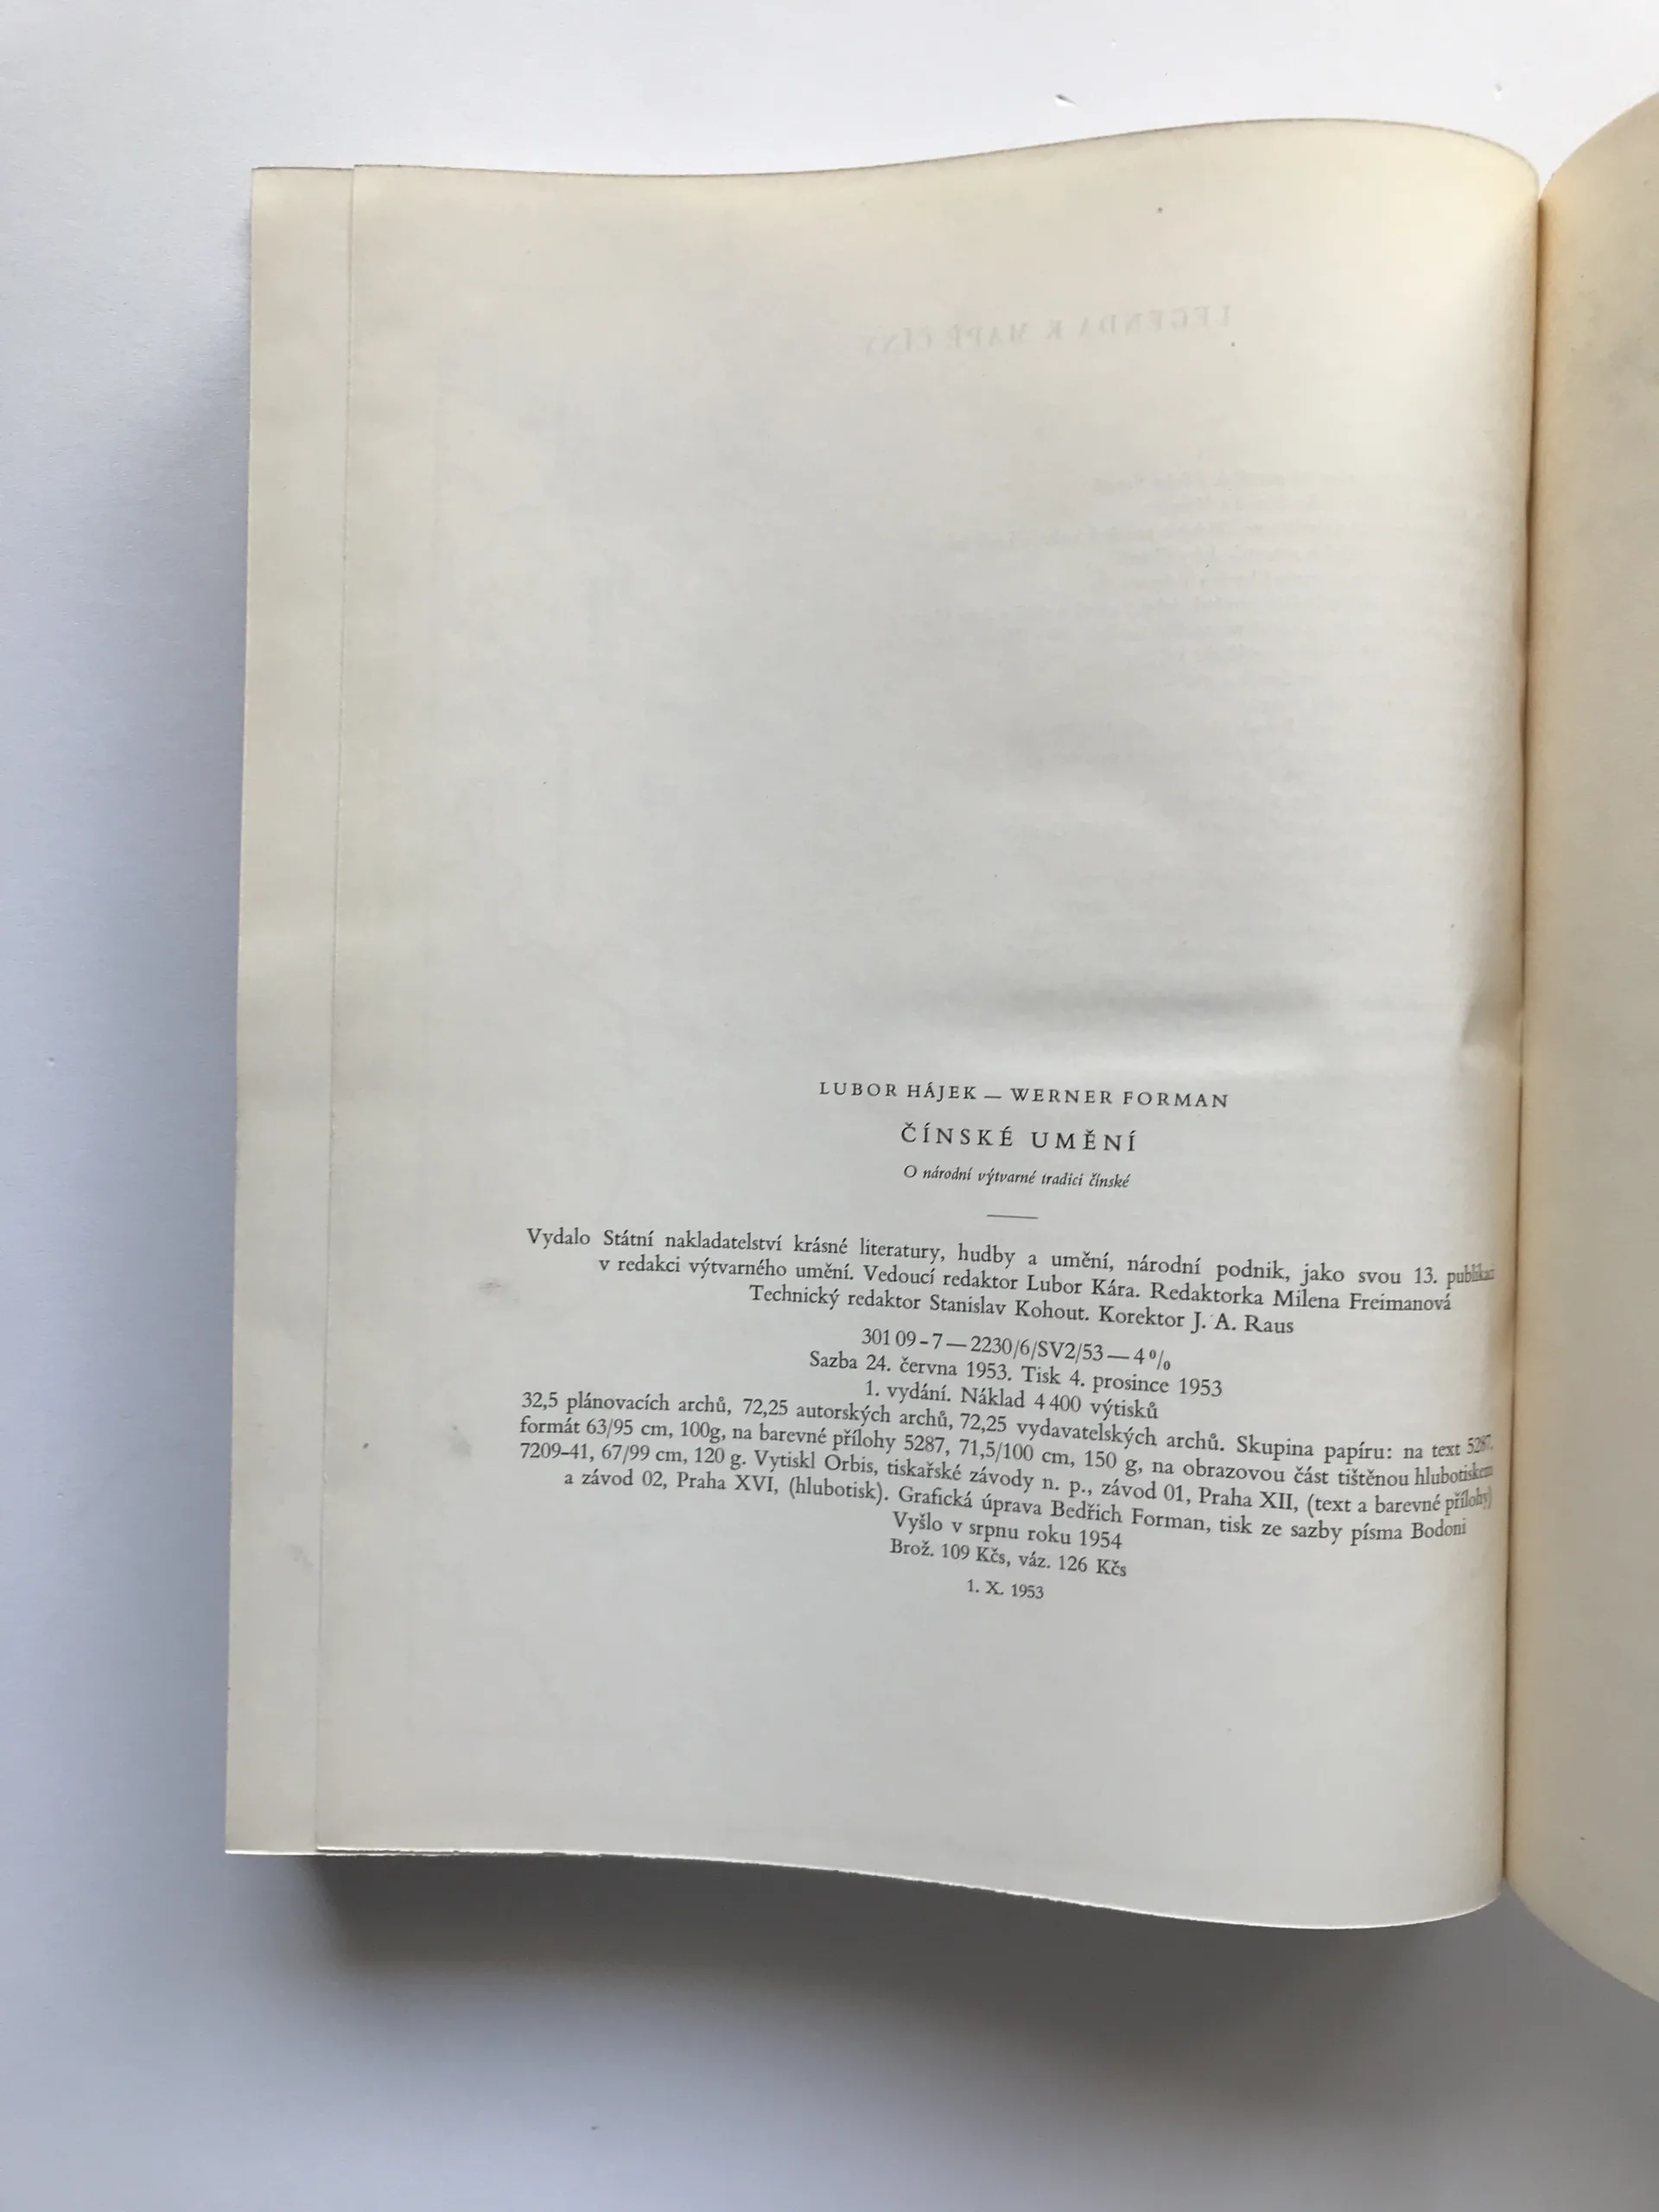 LUBOR HÁJEK — WERNER FORMAN
ČÍNSKÉ UMĚNÍ
O národní výtvarné tradici čínské
Vydalo Státní nakladatelství krásné literatury, hudby a umění, národní podnik, jako svou 13. publikaci
v redakci výtvarného umění. Vedoucí redaktor Lubor Kára. Redaktorka Milena Freimanová
Technický redaktor Stanislav Kohout. Korektor J. A. Raus
301 09 - 7 — 2230/6/SV2/53 — 4 %
Sazba 24. června 1953. Tisk 4. prosince 1953
1. vydání. Náklad 4 400 výtisků
32,5 plánovacích archů, 72,25 autorských archů, 72,25 vydavatelských archů. Skupina papíru: na text 5287,
formát 63/95 cm, 100g, na barevné přílohy 5287, 71,5/100 cm, 150 g, na obrazovou část tištěnou hlubotiskem
7209-41, 67/99 cm, 120 g. Vytiskl Orbis, tiskařské závody n. p., závod 01, Praha XII, (text a barevné přílohy)
a závod 02, Praha XVI, (hlubotisk). Grafická úprava Bedřich Forman, tisk ze sazby písma Bodoni
Vyšlo v srpnu roku 1954
Brož. 109 Kčs, váz. 126 Kčs
1. X. 1953